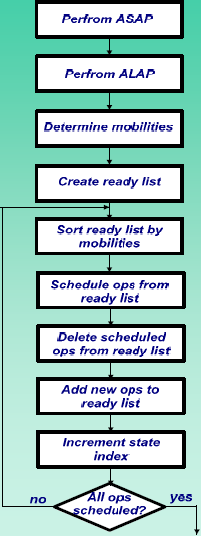 Perfrom ASAP
Perfrom ALAP
Determine mobilities
Create ready list
Sort ready list by
mobilities
Schedule ops from
ready list
Delete scheduled
ops from ready list
Add new ops to
ready list
Increment state
index
no
All ops
scheduled?
yes